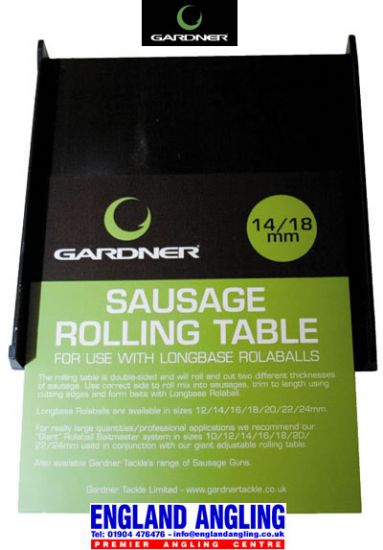 GARDNER
14/18
mm
GARDNER
SAUSAGE
ROLLING TABLE
FOR USE WITH LONGBASE ROLABALLS
The rolling table is double-sided and will roll and cut two different thicknesses
of sausage. Use correct side to roll mix into sausages, trim to length using
cutting edges and form baits with Longbase Rolaball.
Longbase Rolaballs are available in sizes 12/14/16/18/20/22/24mm.
For really large quantities/professional applications we recommend our
"Giant" Rolaball Baitmaster system in sizes 10/12/14/16/18/20/
22/24mm used in conjunction with our giant adjustable rolling table.
Also available Gardner Tackle's range of Sausage Guns.
Gardner Tackle Limited - www.gardnertackle.co.uk
ENGLAND ANGLING
Tel: 01904 476476 - info@englandangling.co.uk
PREMIER ANGLING CENTRE